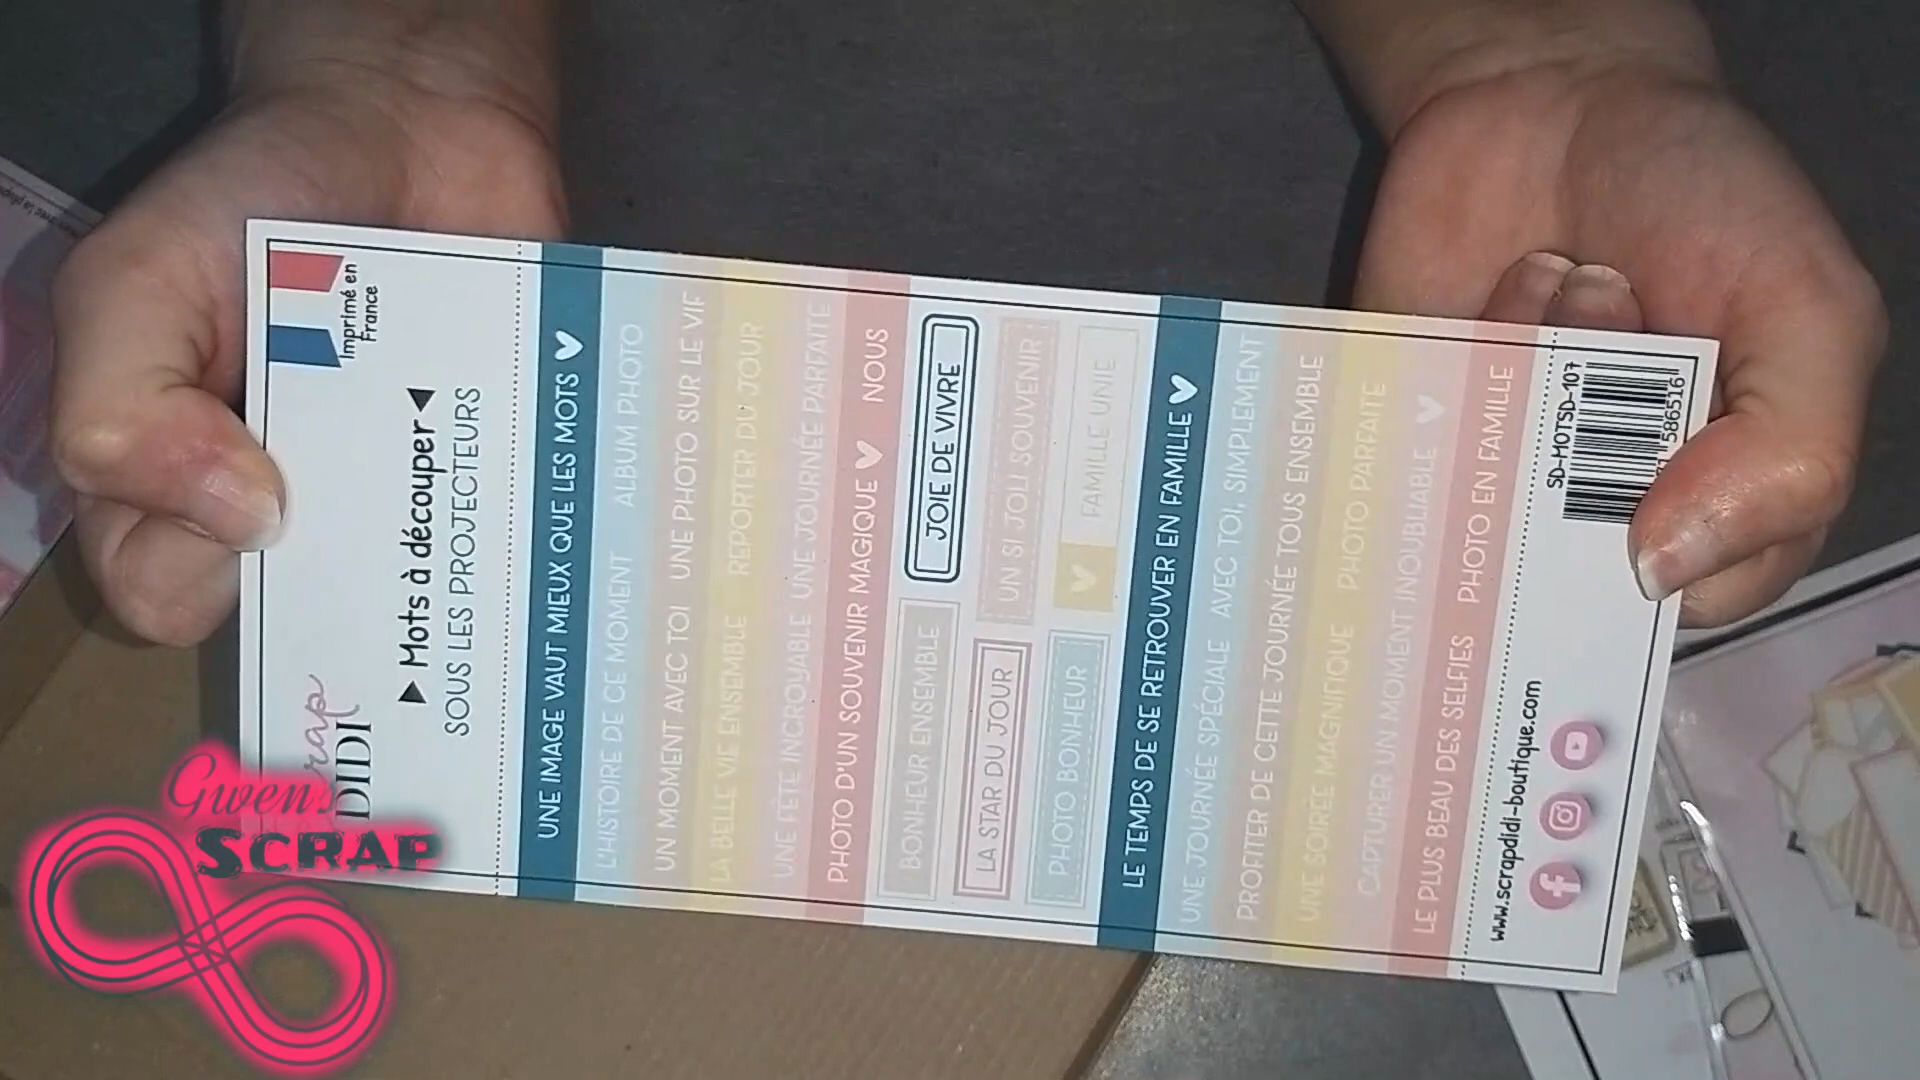 Imprimé en
France
DIDI
► Mots à découper ◄
SOUS LES PROJECTEURS
UNE IMAGE VAUT MIEUX QUE LES MOTS
L'HISTOIRE DE CE MOMENT ALBUM PHOTO
UN MOMENT AVEC TOI UNE PHOTO SUR LE VIF
LA BELLE VIE ENSEMBLE REPORTER DU JOUR
UNE FÊTE INCROYABLE UNE JOURNÉE PARFAITE
PHOTO D'UN SOUVENIR MAGIQUE NOUS
BONHEUR ENSEMBLE JOIE DE VIVRE
LA STAR DU JOUR UN SI JOLI SOUVENIR
PHOTO BONHEUR FAMILLE UNIE
LE TEMPS DE SE RETROUVER EN FAMILLE
UNE JOURNÉE SPÉCIALE AVEC TOI, SIMPLEMENT
PROFITER DE CETTE JOURNÉE TOUS ENSEMBLE
UNE SOIRÉE MAGNIFIQUE PHOTO PARFAITE
CAPTURER UN MOMENT INOUBLIABLE
LE PLUS BEAU DES SELFIES PHOTO EN FAMILLE
www.scrapdidi-boutique.com
SD-MOTSD-107
586516
Gwen's
SCRAP